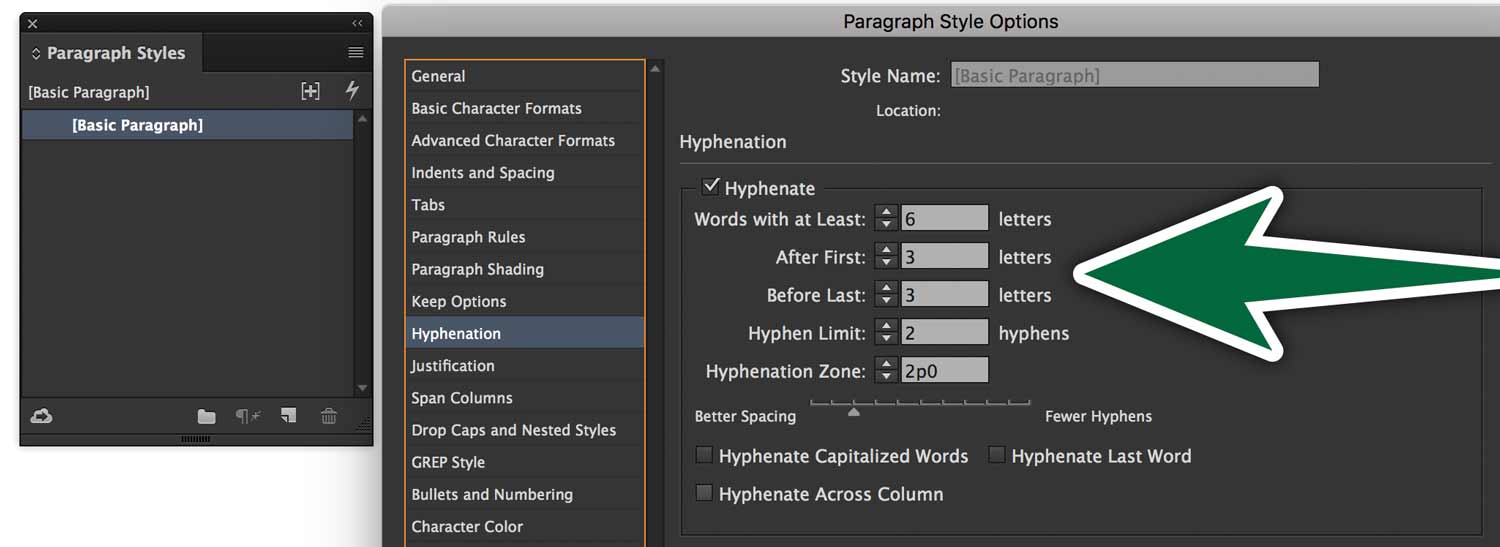 Paragraph Styles
[Basic Paragraph]
[Basic Paragraph]
Paragraph Style Options
General
Basic Character Formats
Advanced Character Formats
Indents and Spacing
Tabs
Paragraph Rules
Paragraph Shading
Keep Options
Hyphenation
Justification
Span Columns
Drop Caps and Nested Styles
GREP Style
Bullets and Numbering
Character Color
Style Name: [Basic Paragraph]
Location:
Hyphenation
Hyphenate
Words with at Least: 6 letters
After First: 3 letters
Before Last: 3 letters
Hyphen Limit: 2 hyphens
Hyphenation Zone: 2p0
Better Spacing Fewer Hyphens
Hyphenate Capitalized Words Hyphenate Last Word
Hyphenate Across Column